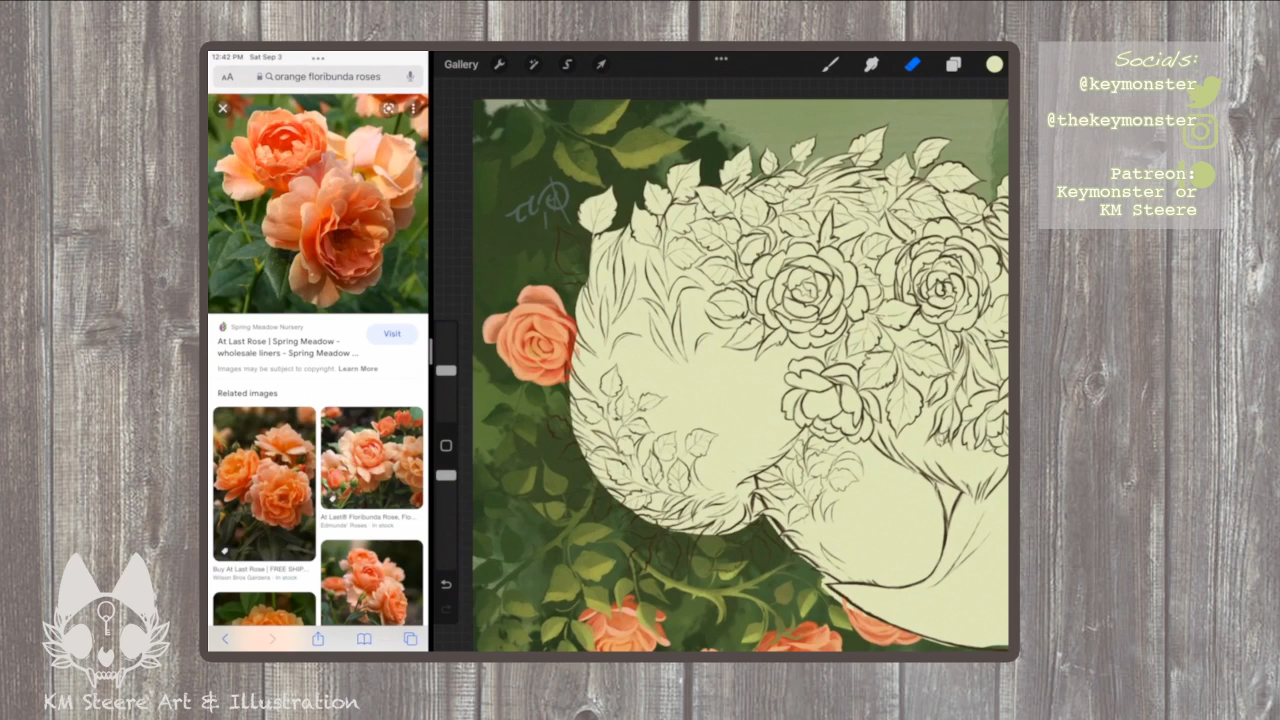 12:42 PM Sat Sep 3
AA orange floribunda roses
Spring Meadow Nursery
At Last Rose | Spring Meadow -
wholesale liners - Spring Meadow ...
Visit
Images may be subject to copyright. Learn More
Related images
Buy At Last Rose | FREE SHIP...
Wilson Bros Gardens · In stock
At Last® Floribunda Rose, Flo...
Edmunds' Roses · In stock
Gallery
Socials:
@keymonster
@thekeymonster
Patreon:
Keymonster or
KM Steere
KM Steere Art & Illustration